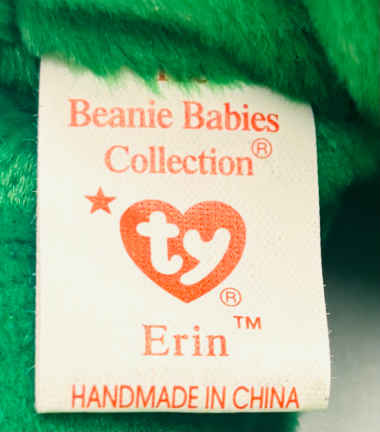 Beanie Babies
Collection®
★ ty®
Erin™
HANDMADE IN CHINA